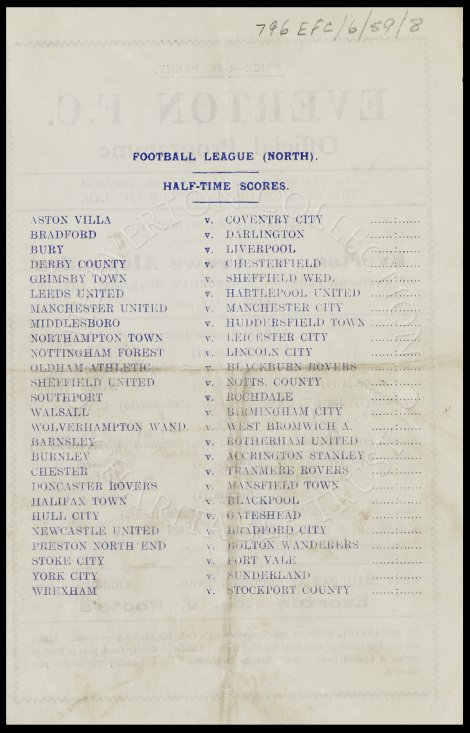 796 EFC/6/59/8
FOOTBALL LEAGUE (NORTH).
HALF-TIME SCORES.
ASTON VILLA v. COVENTRY CITY ......:......
BRADFORD v. DARLINGTON ......:......
BURY v. LIVERPOOL ......:......
DERBY COUNTY v. CHESTERFIELD ......:......
GRIMSBY TOWN v. SHEFFIELD WED. ......:......
LEEDS UNITED v. HARTLEPOOL UNITED ......:......
MANCHESTER UNITED v. MANCHESTER CITY ......:......
MIDDLESBORO v. HUDDERSFIELD TOWN ......:......
NORTHAMPTON TOWN v. LEICESTER CITY ......:......
NOTTINGHAM FOREST v. LINCOLN CITY ......:......
OLDHAM ATHLETIC v. BLACKBURN ROVERS ......:......
SHEFFIELD UNITED v. NOTTS. COUNTY ......:......
SOUTHPORT v. ROCHDALE ......:......
WALSALL v. BIRMINGHAM CITY ......:......
WOLVERHAMPTON WAND. v. WEST BROMWICH A. ......:......
BARNSLEY v. ROTHERHAM UNITED ......:......
BURNLEY v. ACCRINGTON STANLEY ......:......
CHESTER v. TRANMERE ROVERS ......:......
DONCASTER ROVERS v. MANSFIELD TOWN ......:......
HALIFAX TOWN v. BLACKPOOL ......:......
HULL CITY v. GATESHEAD ......:......
NEWCASTLE UNITED v. BRADFORD CITY ......:......
PRESTON NORTH END v. BOLTON WANDERERS ......:......
STOKE CITY v. PORT VALE ......:......
YORK CITY v. SUNDERLAND ......:......
WREXHAM v. STOCKPORT COUNTY ......:......